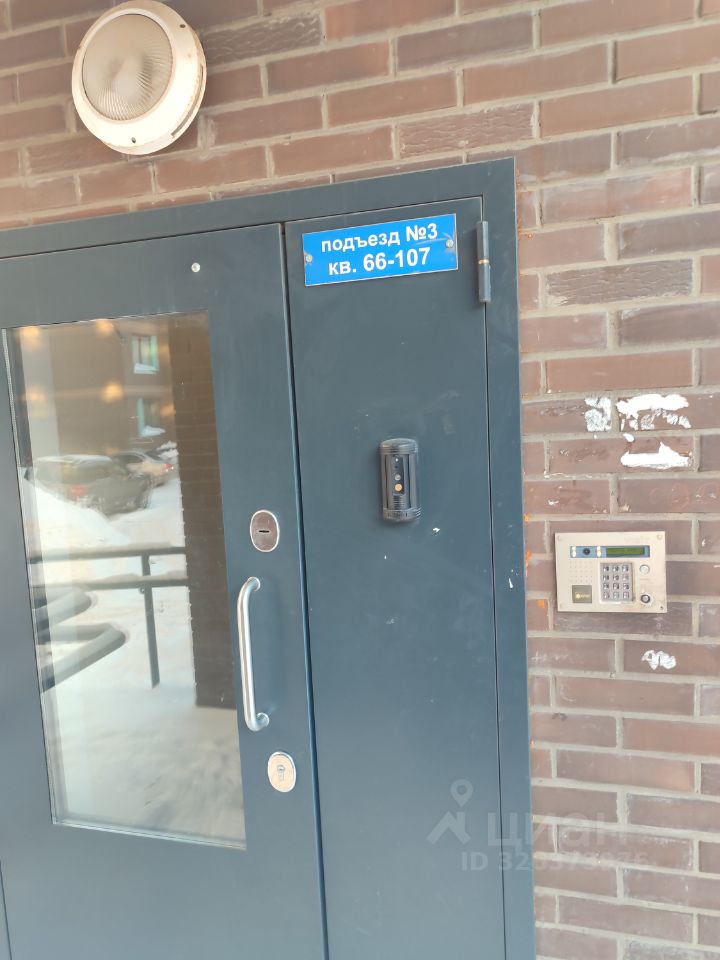 подъезд №3
кв. 66-107
циан